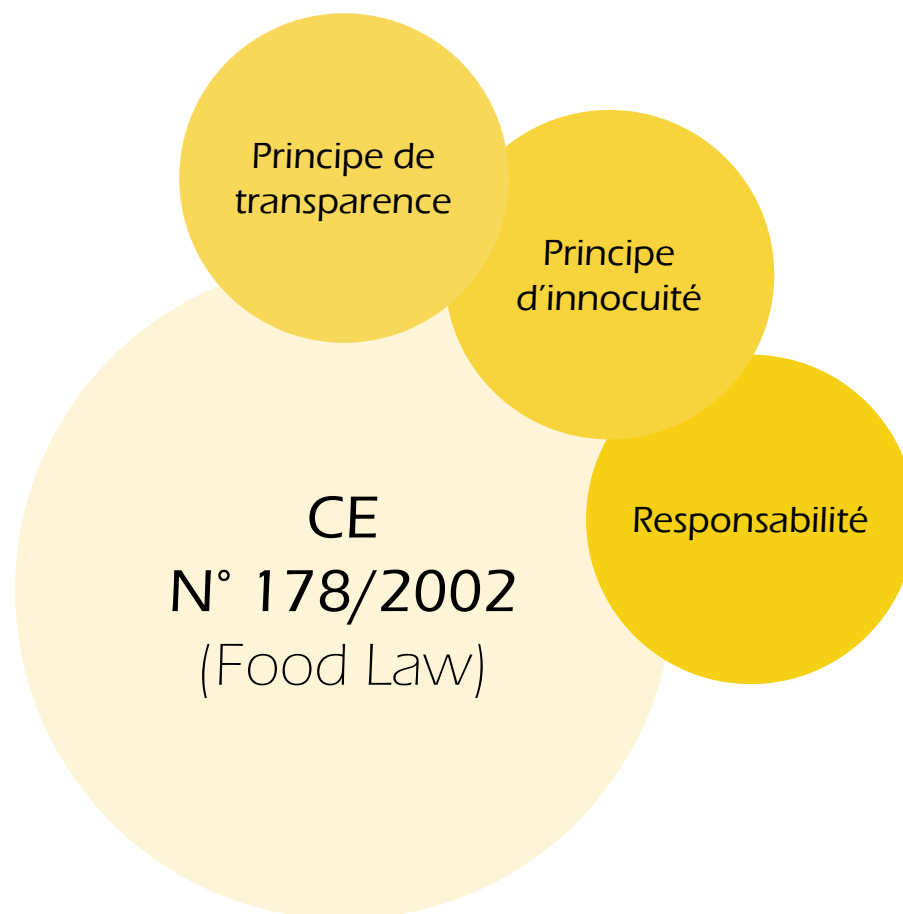 Principe de
transparence
Principe
d'innocuité
Responsabilité
CE
N° 178/2002
(Food Law)